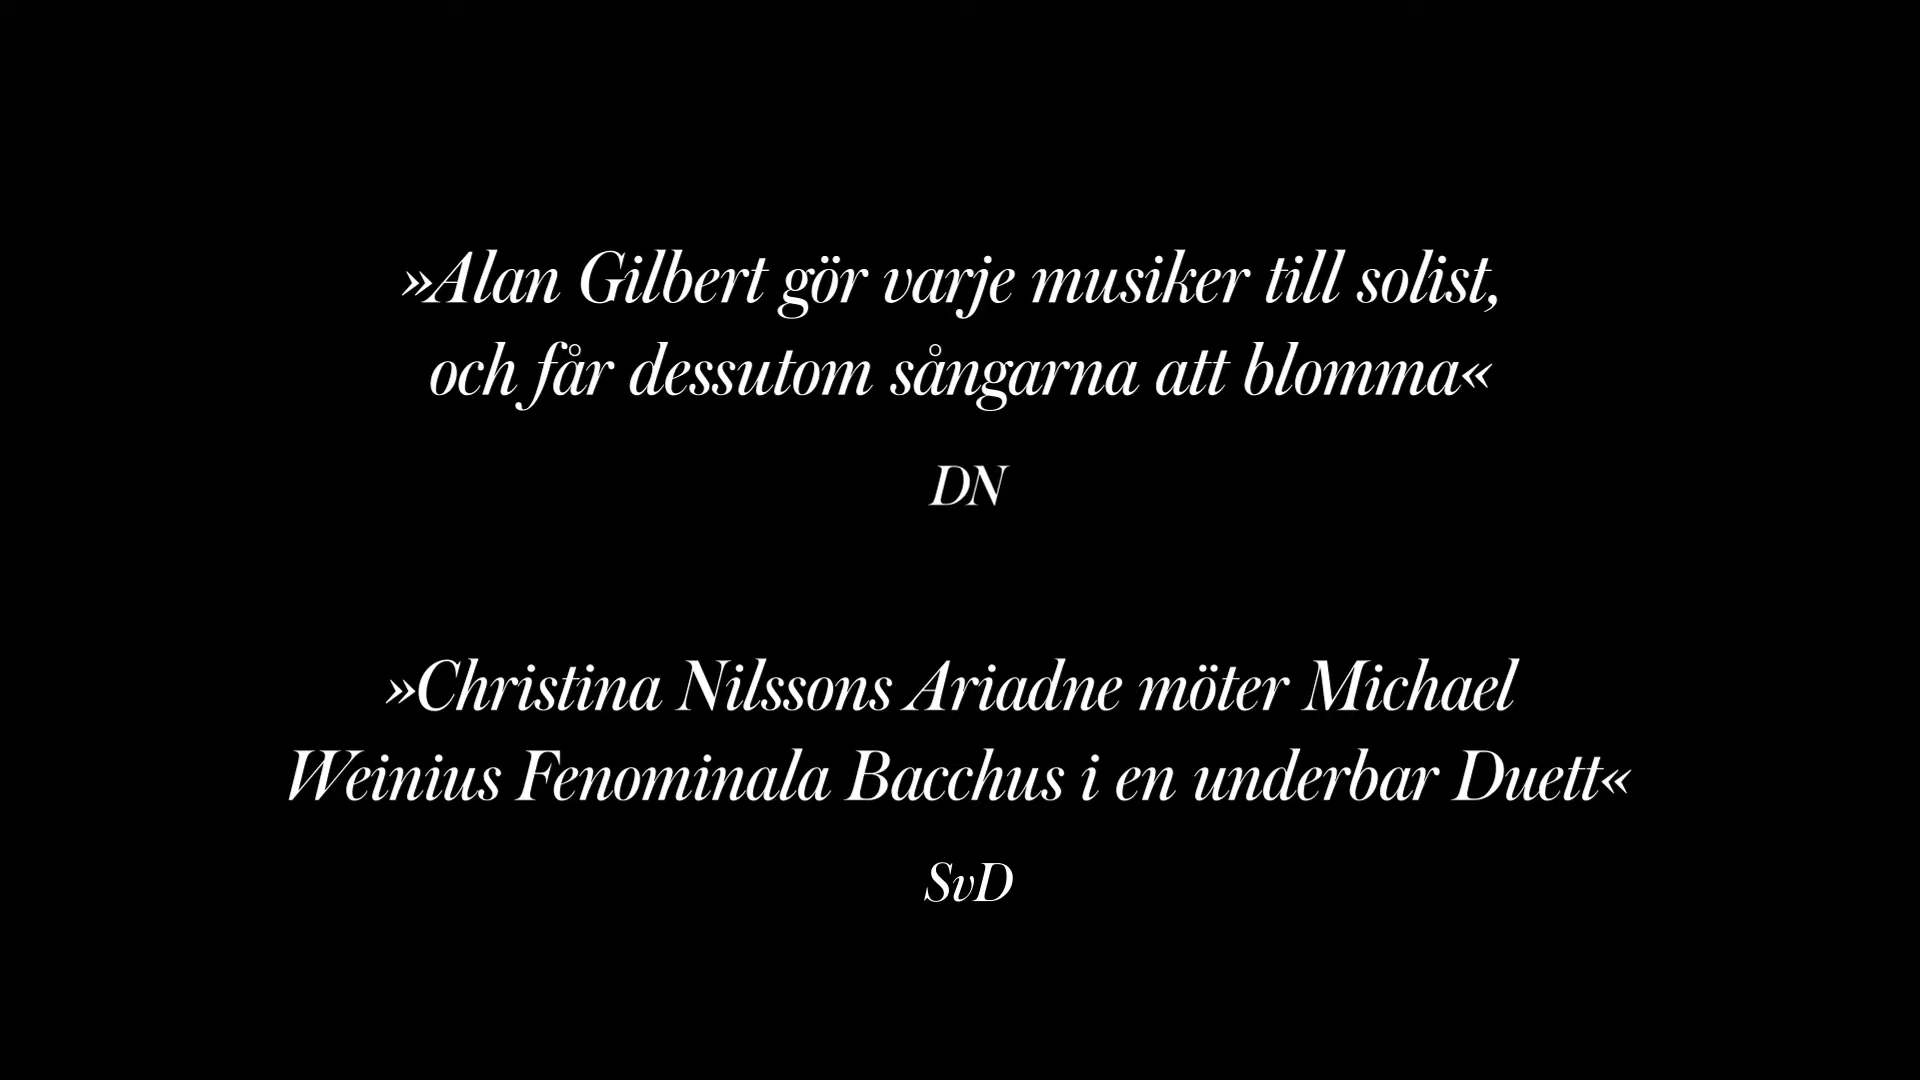 »Alan Gilbert gör varje musiker till solist,
och får dessutom sångarna att blomma«
DN
»Christina Nilssons Ariadne möter Michael
Weinius Fenominala Bacchus i en underbar Duett«
SvD